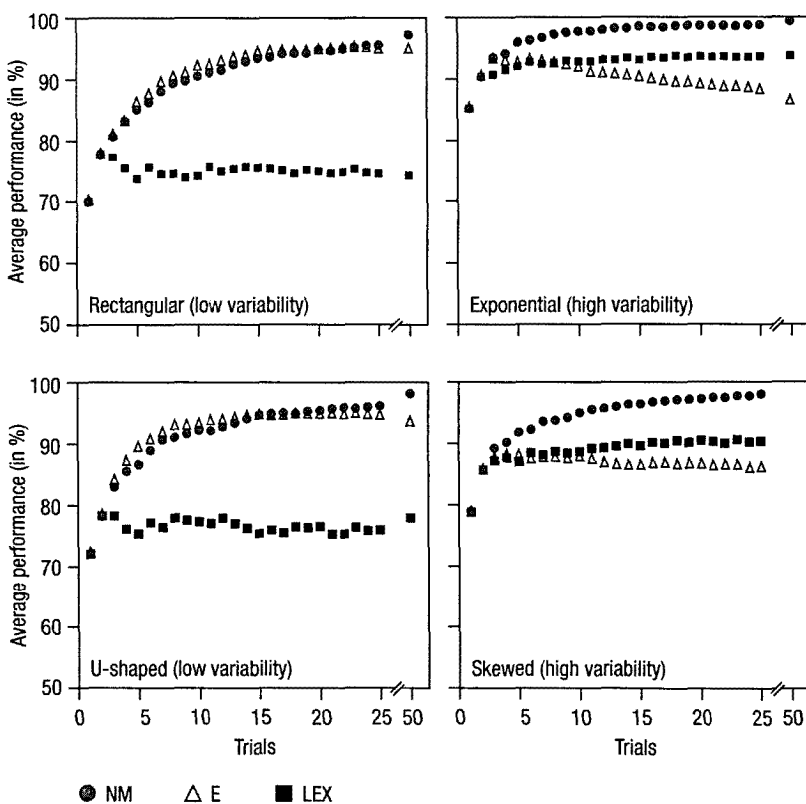 Average performance (in %)
100
90
80
70
60
50
Rectangular (low variability)
Exponential (high variability)
Average performance (in %)
100
90
80
70
60
50
U-shaped (low variability)
0 5 10 15 20 25 50
Trials
Skewed (high variability)
0 5 10 15 20 25 50
Trials
NM E LEX